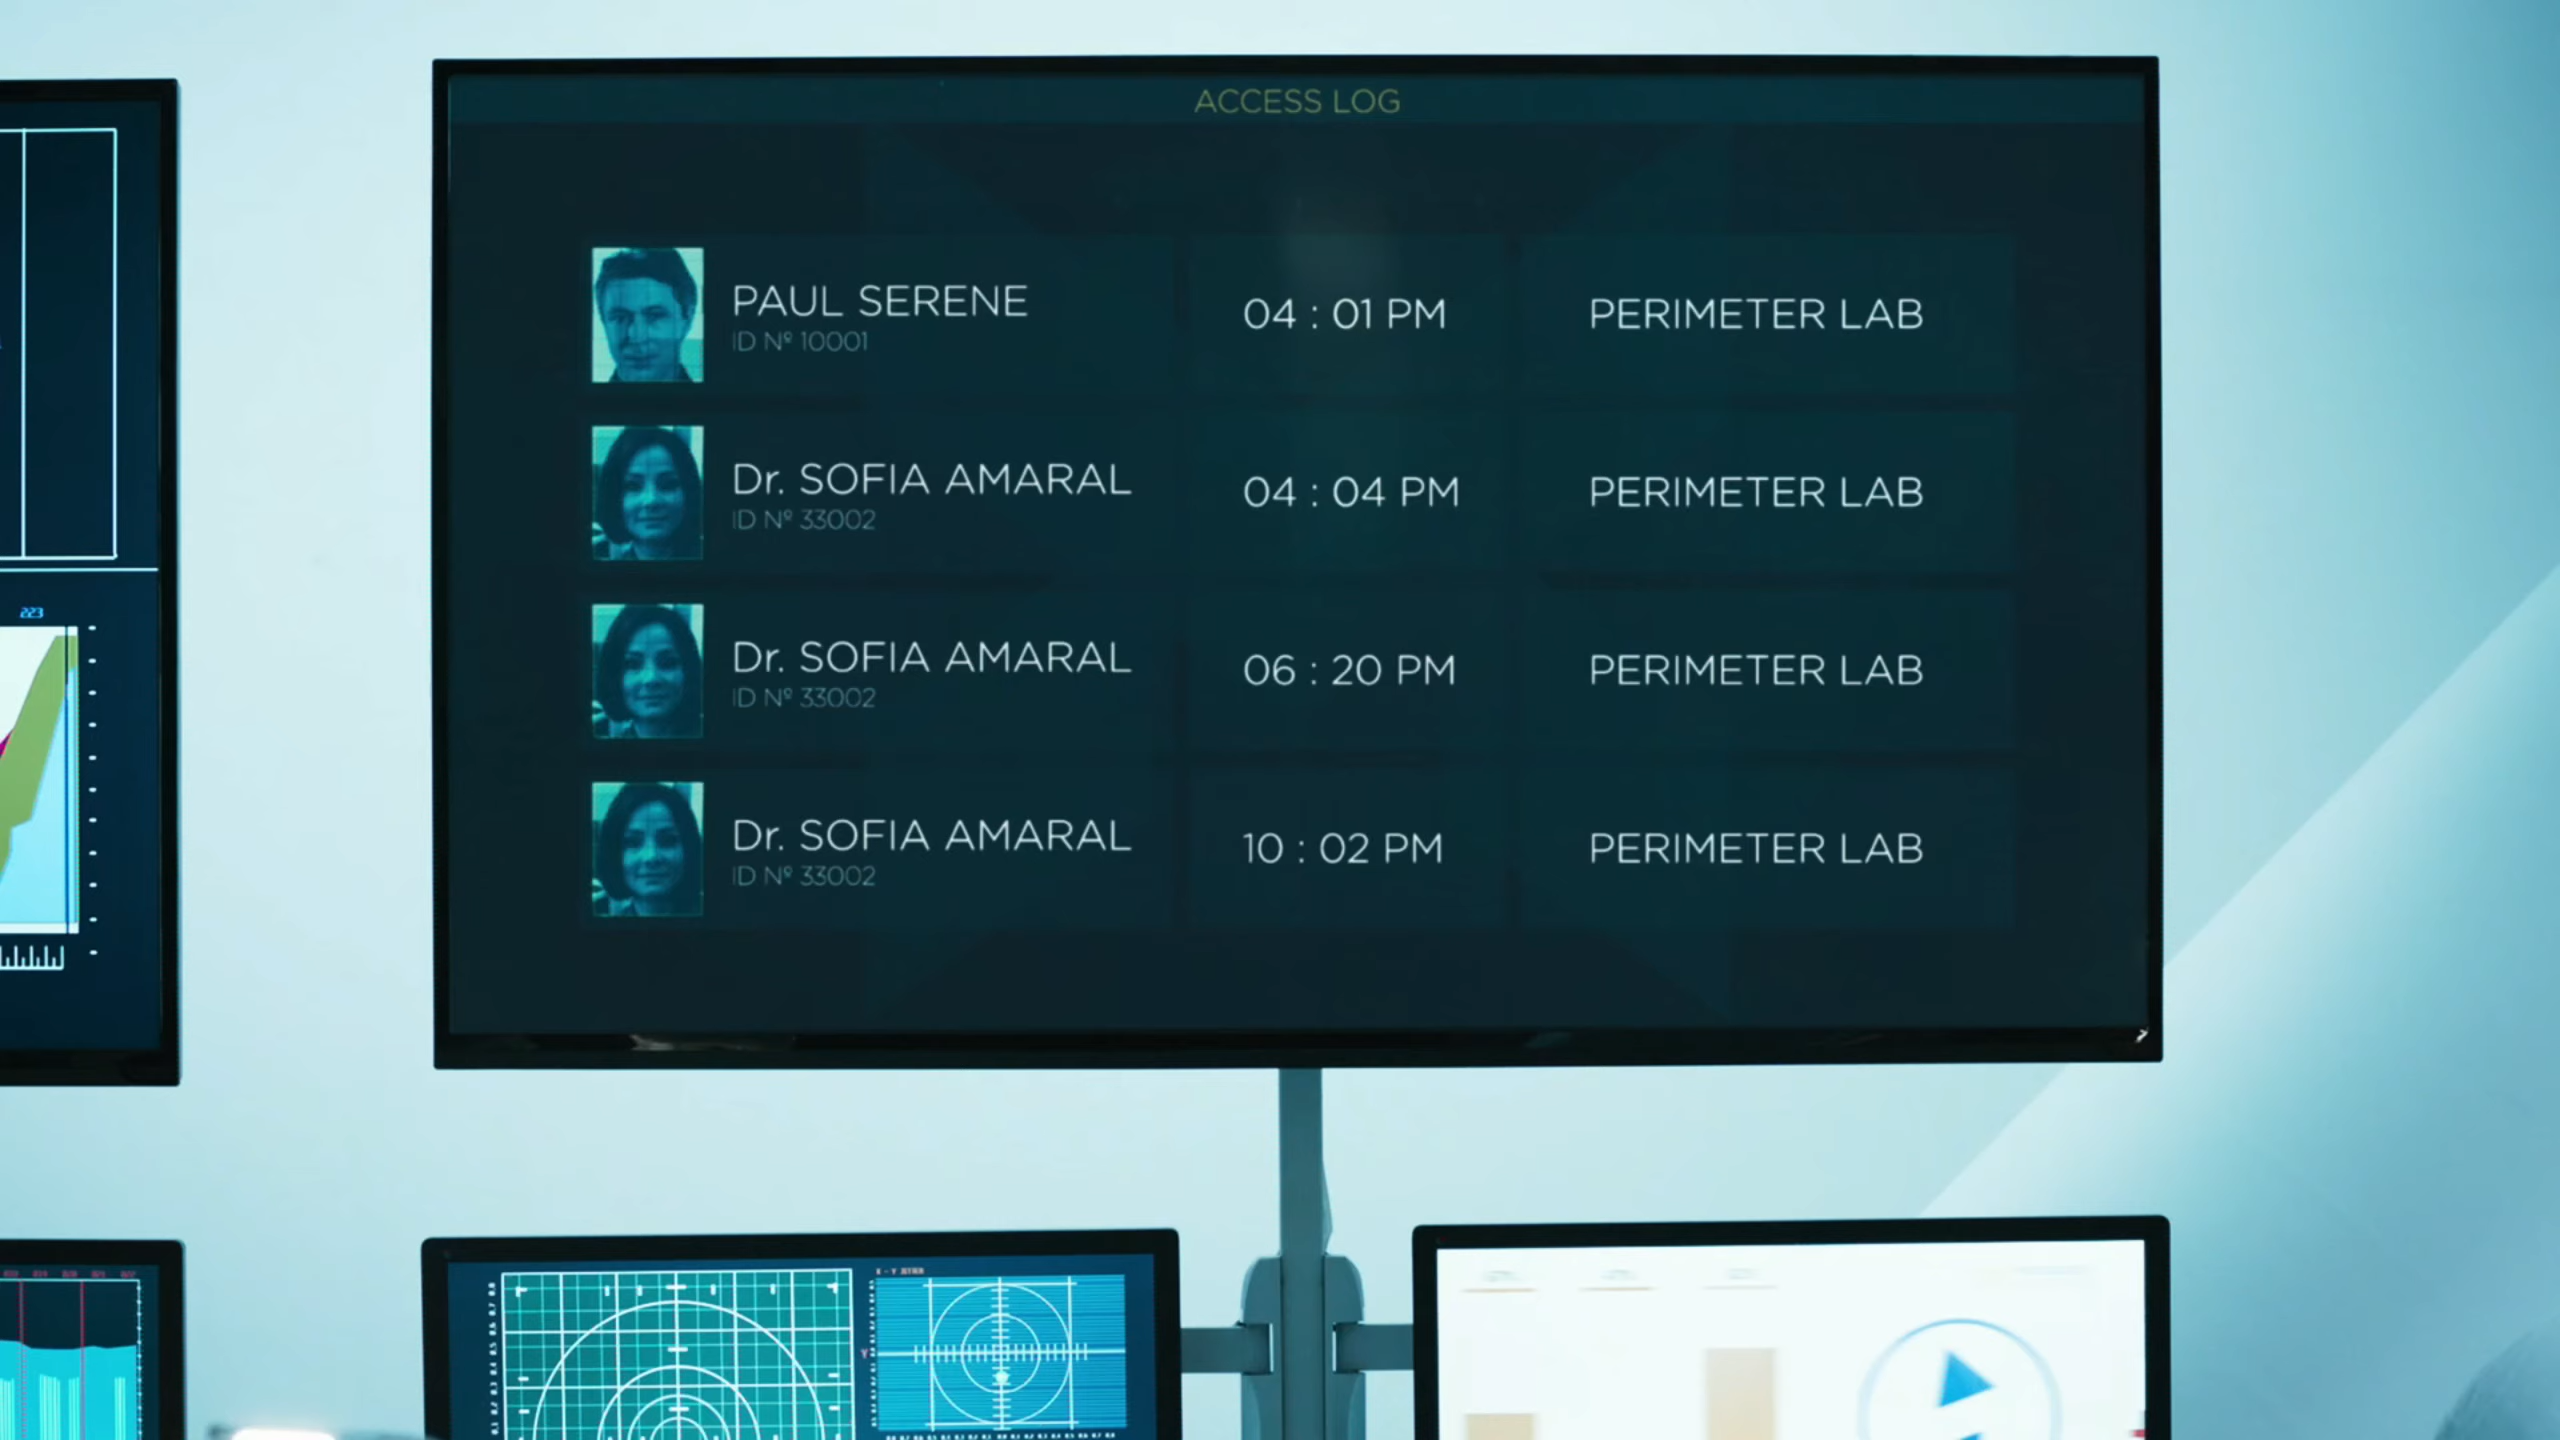 ACCESS LOG
PAUL SERENE
ID Nº 10001
04 : 01 PM
PERIMETER LAB
Dr. SOFIA AMARAL
ID Nº 33002
04 : 04 PM
PERIMETER LAB
Dr. SOFIA AMARAL
ID Nº 33002
06 : 20 PM
PERIMETER LAB
Dr. SOFIA AMARAL
ID Nº 33002
10 : 02 PM
PERIMETER LAB
223